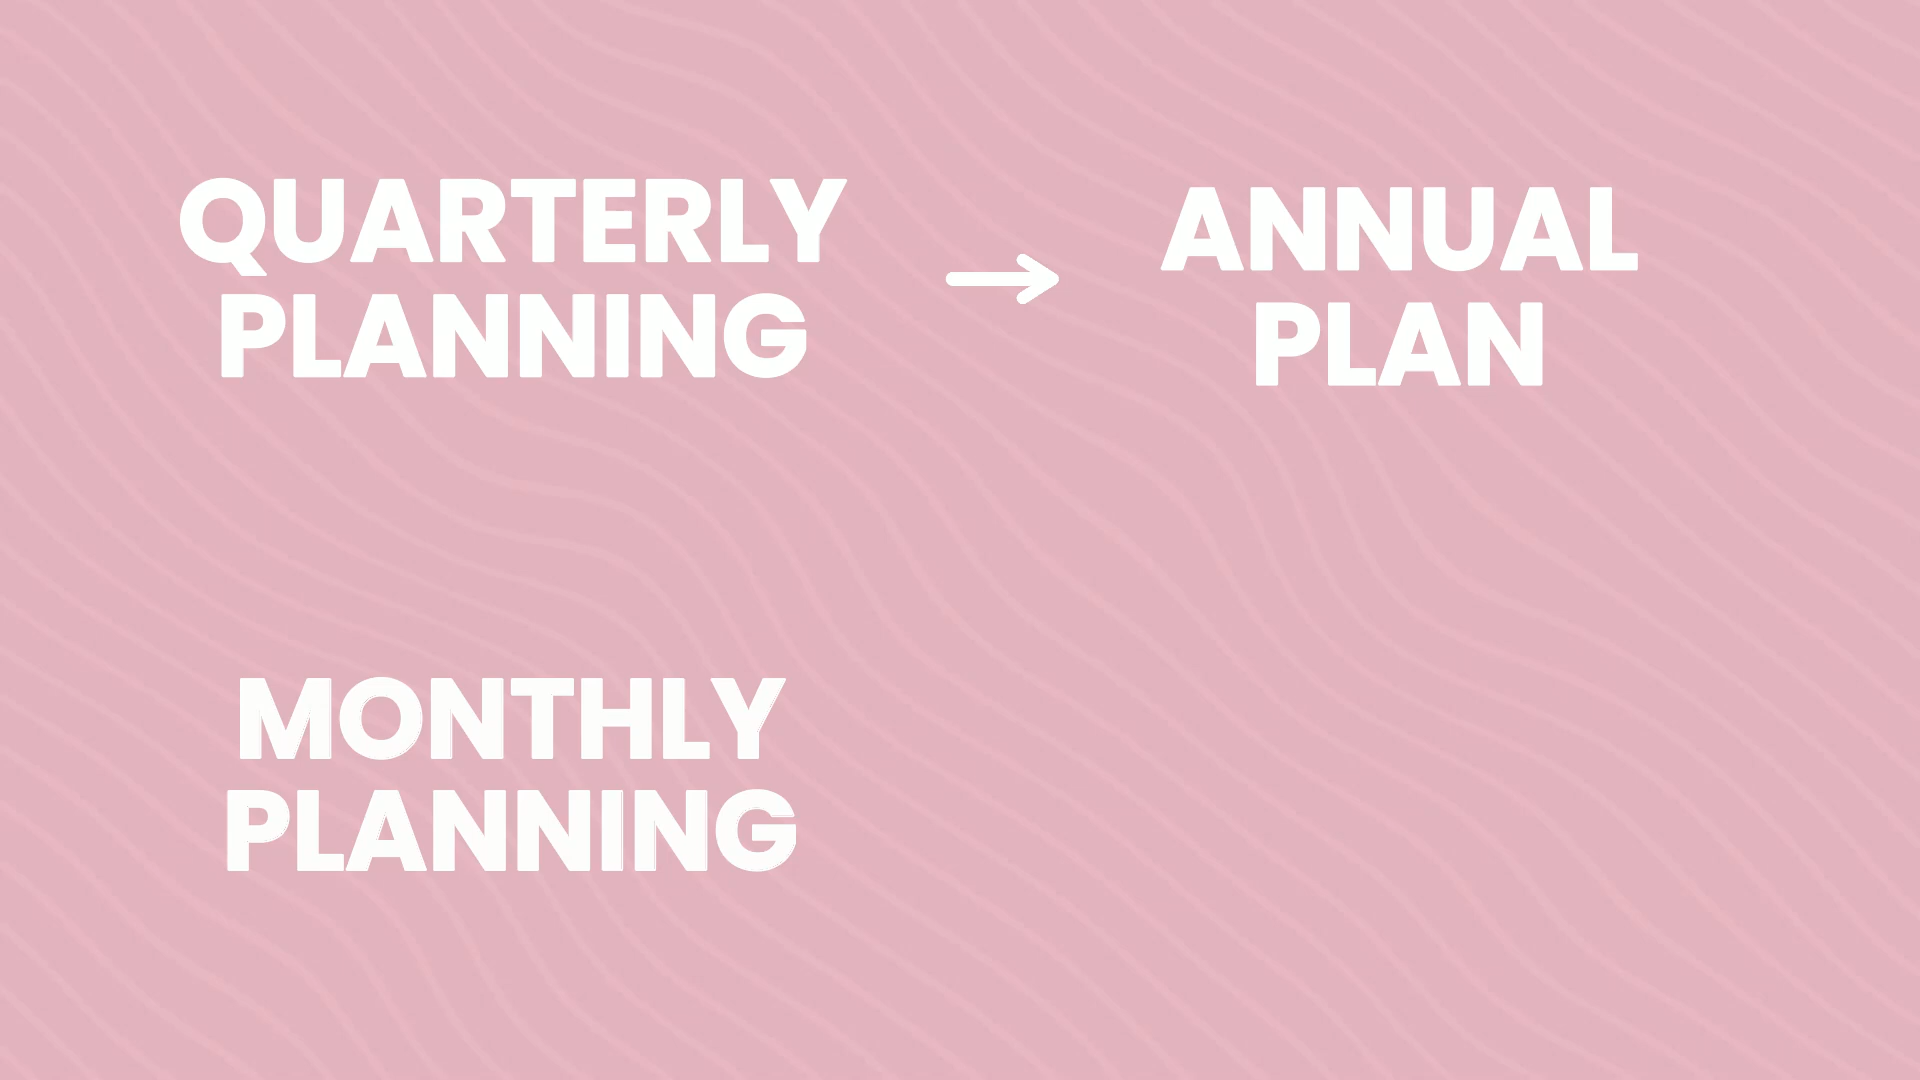 QUARTERLY
PLANNING
→
ANNUAL
PLAN
MONTHLY
PLANNING